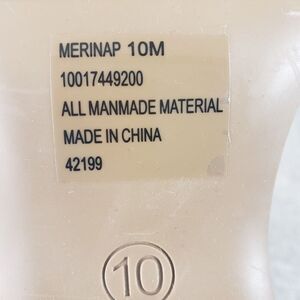 MERINAP 10M
10017449200
ALL MANMADE MATERIAL
MADE IN CHINA
42199
10